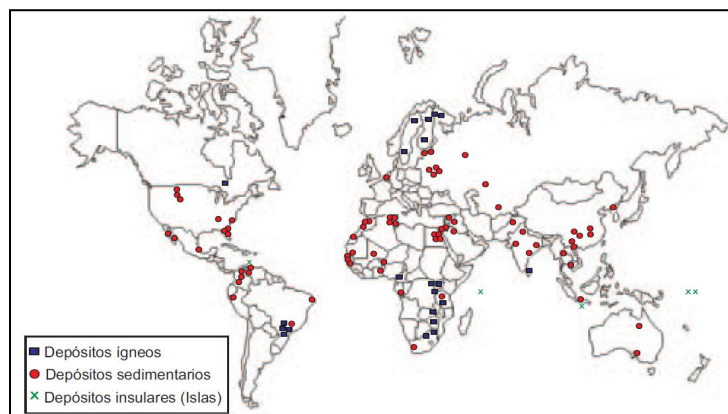 Depósitos ígneos
Depósitos sedimentarios
Depósitos insulares (Islas)